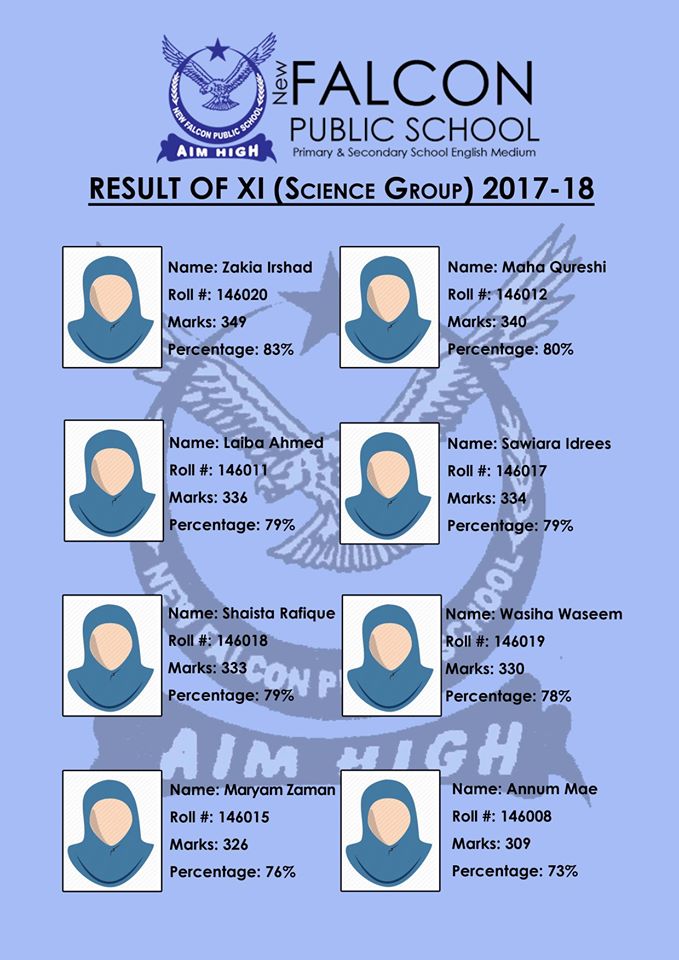 NEW FALCON PUBLIC SCHOOL
AIM HIGH
New FALCON
PUBLIC SCHOOL
Primary & Secondary School English Medium
RESULT OF XI (SCIENCE GROUP) 2017-18
Name: Zakia Irshad
Roll #: 146020
Marks: 349
Percentage: 83%
Name: Maha Qureshi
Roll #: 146012
Marks: 340
Percentage: 80%
Name: Laiba Ahmed
Roll #: 146011
Marks: 336
Percentage: 79%
Name: Sawiara Idrees
Roll #: 146017
Marks: 334
Percentage: 79%
Name: Shaista Rafique
Roll #: 146018
Marks: 333
Percentage: 79%
Name: Wasiha Waseem
Roll #: 146019
Marks: 330
Percentage: 78%
Name: Maryam Zaman
Roll #: 146015
Marks: 326
Percentage: 76%
Name: Annum Mae
Roll #: 146008
Marks: 309
Percentage: 73%
NEW FALCON PUBLIC SCHOOL
AIM HIGH